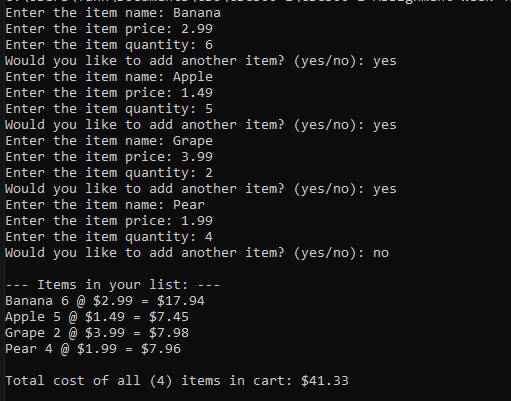 Enter the item name: Banana
Enter the item price: 2.99
Enter the item quantity: 6
Would you like to add another item? (yes/no): yes
Enter the item name: Apple
Enter the item price: 1.49
Enter the item quantity: 5
Would you like to add another item? (yes/no): yes
Enter the item name: Grape
Enter the item price: 3.99
Enter the item quantity: 2
Would you like to add another item? (yes/no): yes
Enter the item name: Pear
Enter the item price: 1.99
Enter the item quantity: 4
Would you like to add another item? (yes/no): no
--- Items in your list: ---
Banana 6 @ $2.99 = $17.94
Apple 5 @ $1.49 = $7.45
Grape 2 @ $3.99 = $7.98
Pear 4 @ $1.99 = $7.96
Total cost of all (4) items in cart: $41.33